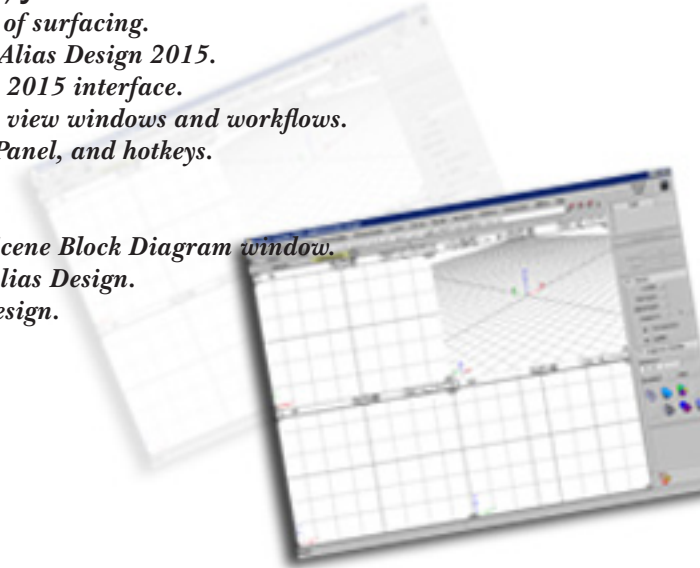 of surfacing.
Alias Design 2015.
2015 interface.
view windows and workflows.
Panel, and hotkeys.
Scene Block Diagram window.
Alias Design.
esign.